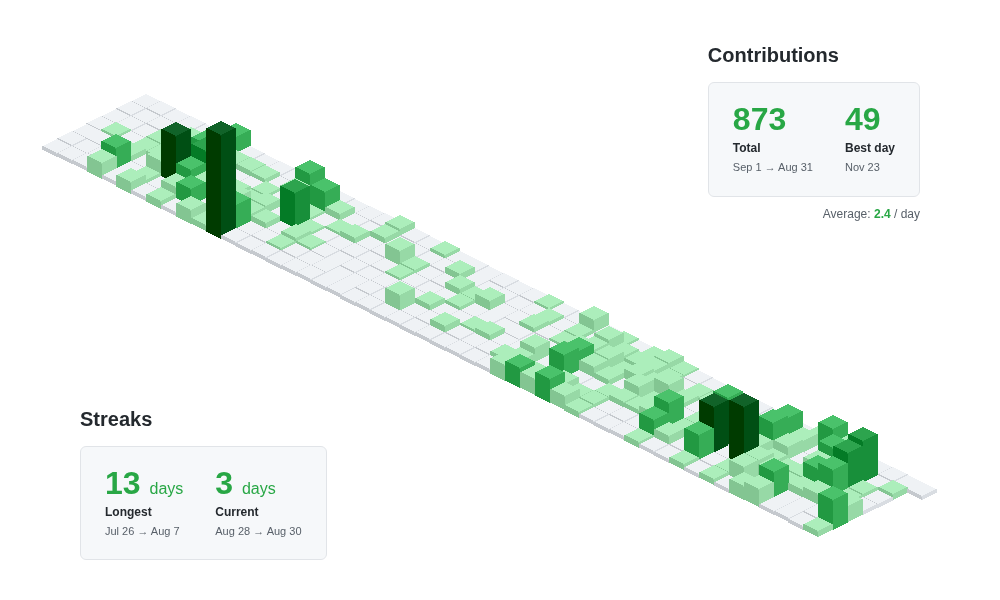 Contributions
873 49
Total Best day
Sep 1 → Aug 31 Nov 23
Average: 2.4 / day
Streaks
13 days 3 days
Longest Current
Jul 26 → Aug 7 Aug 28 → Aug 30